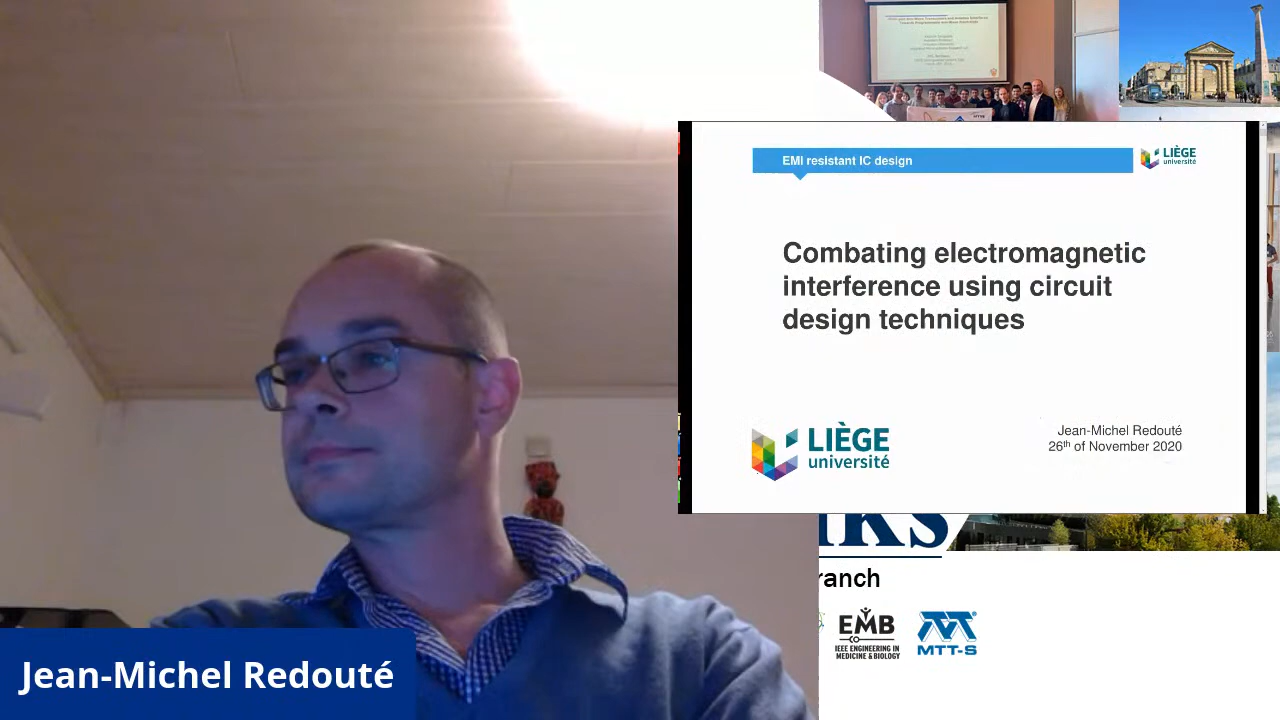 EMI resistant IC design
LIÈGE
université
Combating electromagnetic
interference using circuit
design techniques
LIÈGE
université
Jean-Michel Redouté
26th of November 2020
ranch
EMB
IEEE ENGINEERING IN
MEDICINE & BIOLOGY
MTT-S
Jean-Michel Redouté